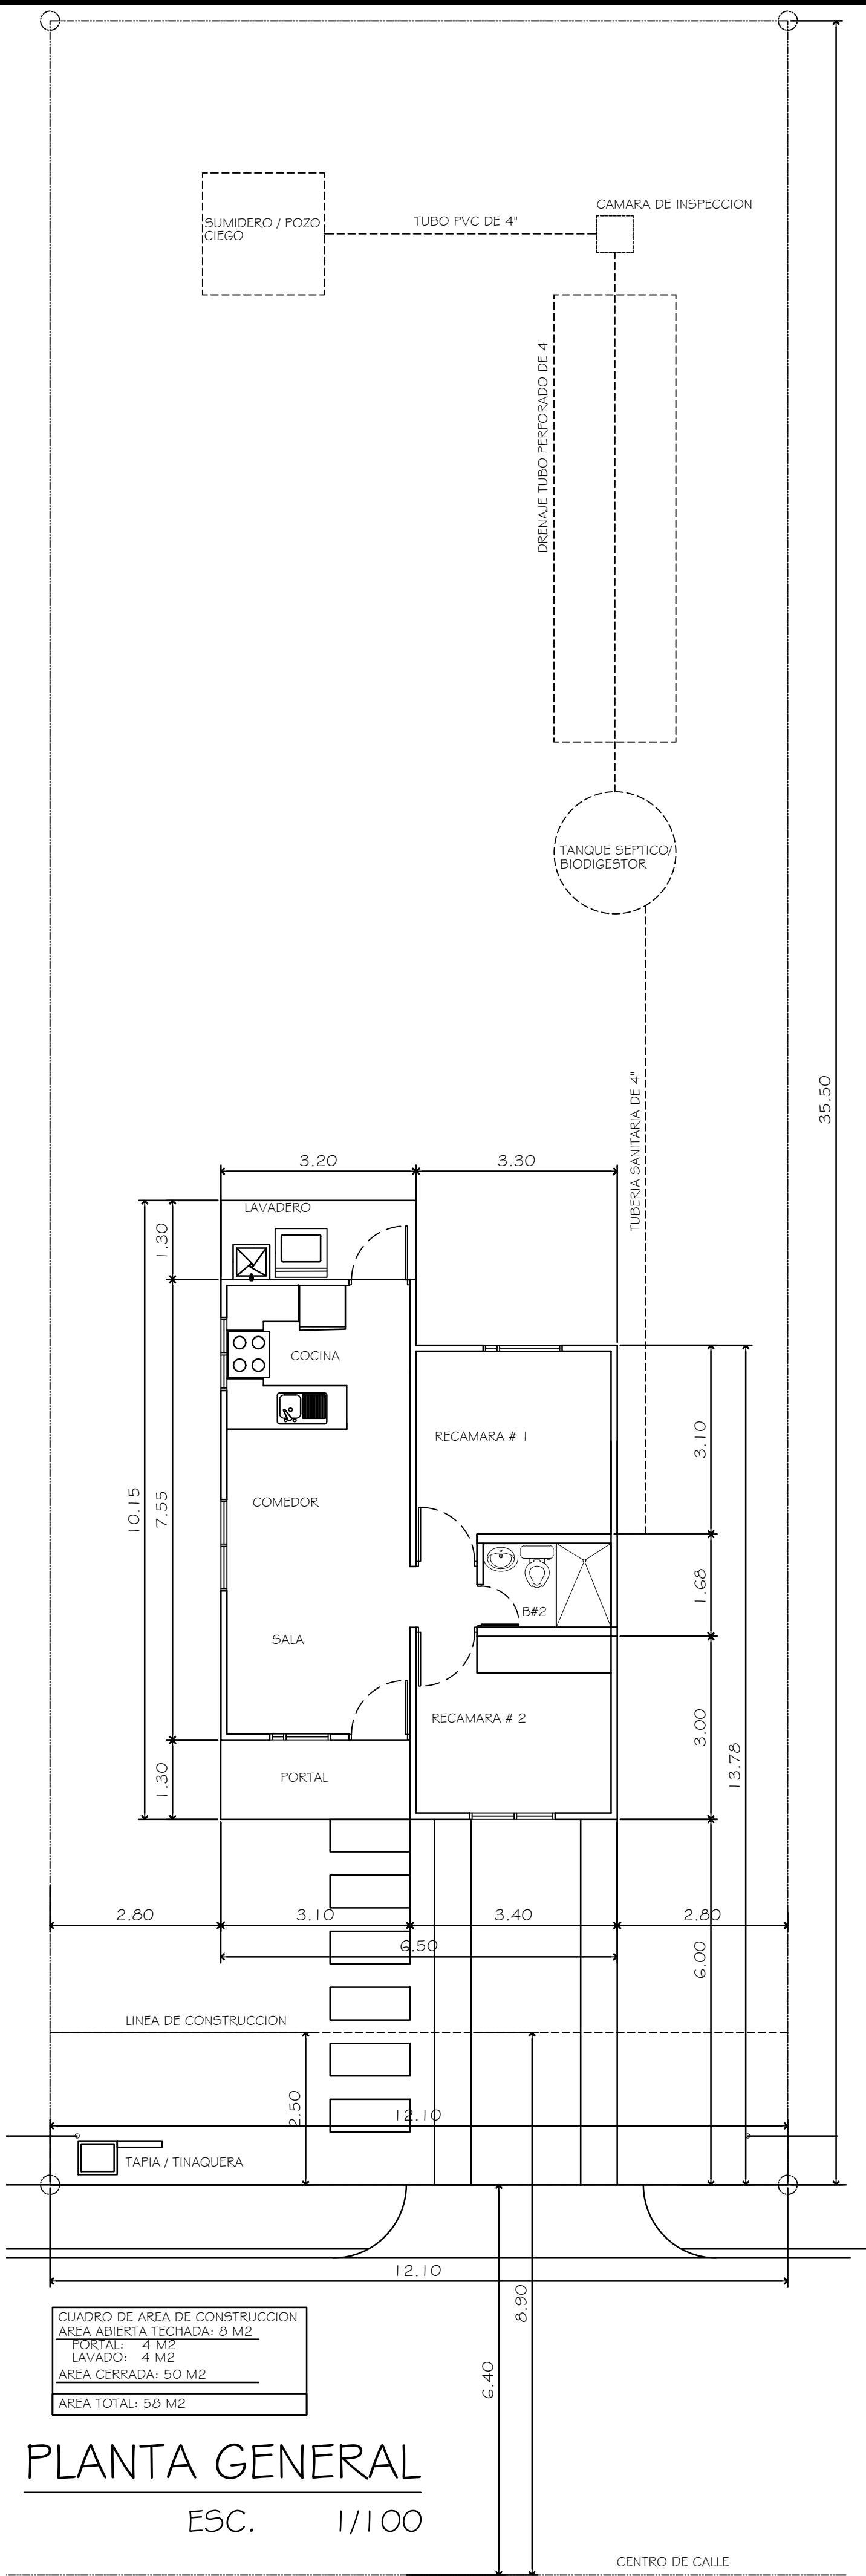 CAMARA DE INSPECCION
SUMIDERO / POZO
CIEGO
TUBO PVC DE 4"
DRENAJE TUBO PERFORADO DE 4"
TANQUE SEPTICO/
BIODIGESTOR
35.50
TUBERIA SANITARIA DE 4"
3.20
3.30
LAVADERO
1.30
COCINA
RECAMARA # 1
3.10
10.15
7.55
COMEDOR
1.68
B#2
SALA
RECAMARA # 2
3.00
13.78
PORTAL
1.30
2.80
3.10
3.40
2.80
6.50
6.00
LINEA DE CONSTRUCCION
2.50
12.10
TAPIA / TINAQUERA
12.10
8.90
6.40
CUADRO DE AREA DE CONSTRUCCION
AREA ABIERTA TECHADA: 8 M2
PORTAL: 4 M2
LAVADO: 4 M2
AREA CERRADA: 50 M2
AREA TOTAL: 58 M2
PLANTA GENERAL
ESC. 1/100
CENTRO DE CALLE